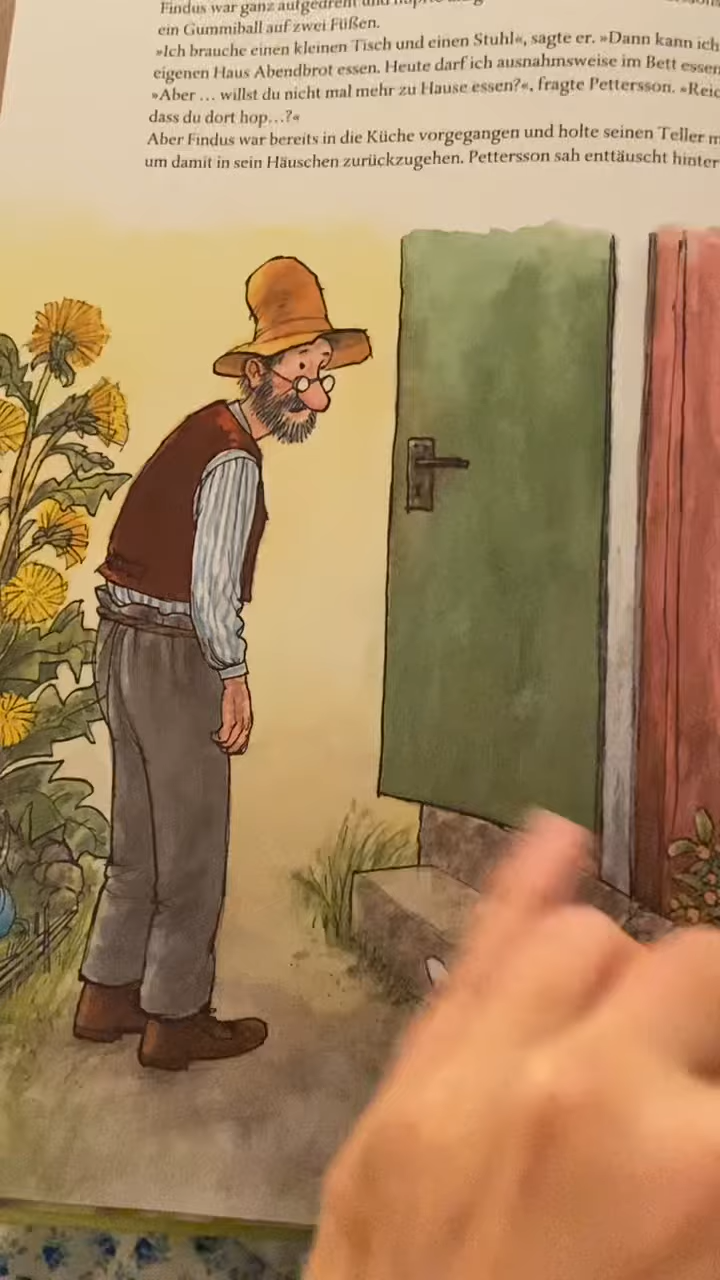 Findus war ganz aufgedreht und
ein Gummiball auf zwei Füßen.
»Ich brauche einen kleinen Tisch und einen Stuhl«, sagte er. »Dann kann ich
eigenen Haus Abendbrot essen. Heute darf ich ausnahmsweise im Bett essen
»Aber … willst du nicht mal mehr zu Hause essen?«, fragte Pettersson. »Reic
dass du dort hop…?«
Aber Findus war bereits in die Küche vorgegangen und holte seinen Teller m
um damit in sein Häuschen zurückzugehen. Pettersson sah enttäuscht hinter